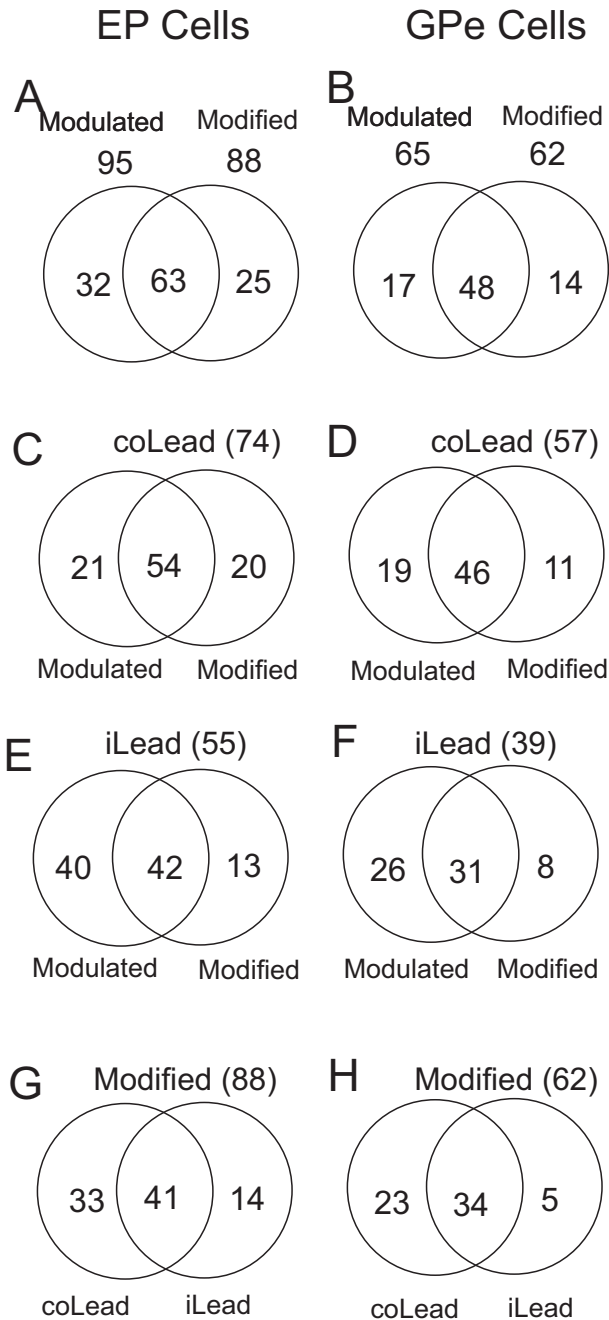 EP Cells GPe Cells
A B
Modulated Modified Modulated Modified
95 88 65 62
32 63 25 17 48 14
C coLead (74) D coLead (57)
21 54 20 19 46 11
Modulated Modified Modulated Modified
E iLead (55) F iLead (39)
40 42 13 26 31 8
Modulated Modified Modulated Modified
G Modified (88) H Modified (62)
33 41 14 23 34 5
coLead iLead coLead iLead